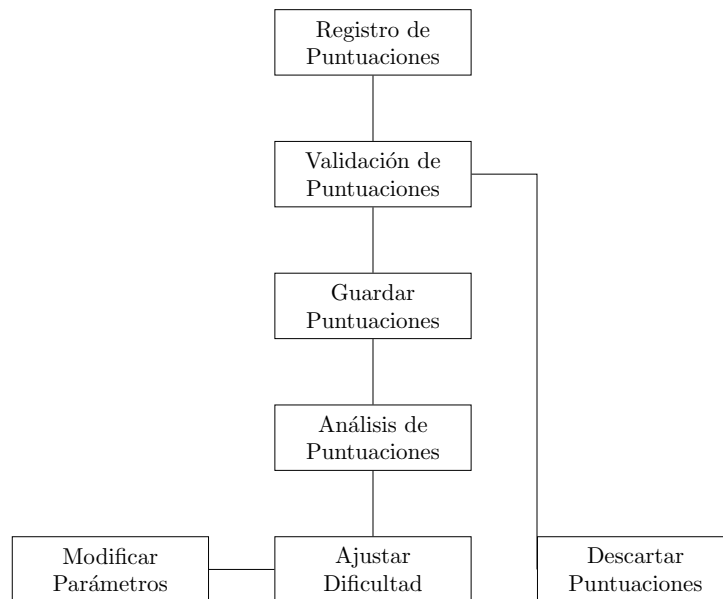 Registro de
Puntuaciones
Validación de
Puntuaciones
Guardar
Puntuaciones
Análisis de
Puntuaciones
Modificar
Parámetros
Ajustar
Dificultad
Descartar
Puntuaciones